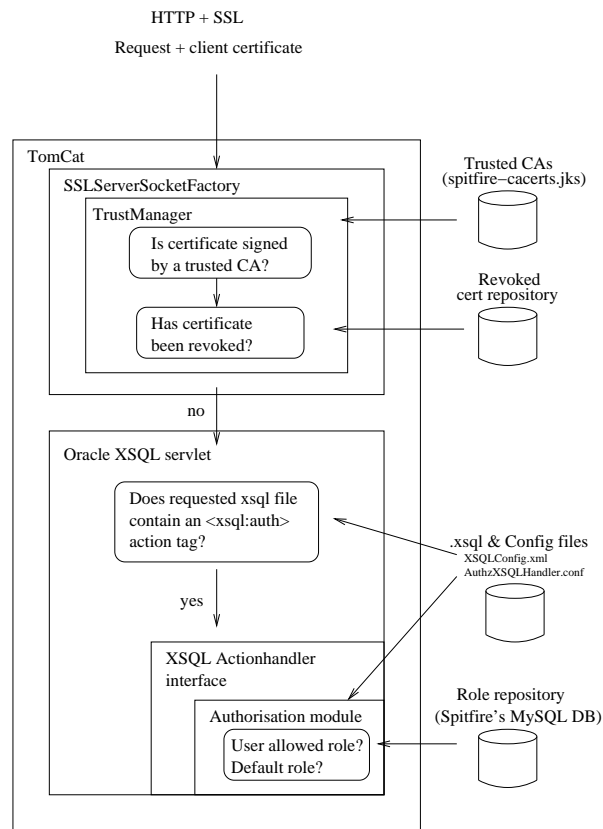 HTTP + SSL
Request + client certificate
TomCat
SSLServerSocketFactory
TrustManager
Is certificate signed
by a trusted CA?
Has certificate
been revoked?
Trusted CAs
(spitfire−cacerts.jks)
Revoked
cert repository
no
Oracle XSQL servlet
Does requested xsql file
contain an <xsql:auth>
action tag?
.xsql & Config files
XSQLConfig.xml
AuthzXSQLHandler.conf
yes
XSQL Actionhandler
interface
Authorisation module
User allowed role?
Default role?
Role repository
(Spitfire's MySQL DB)